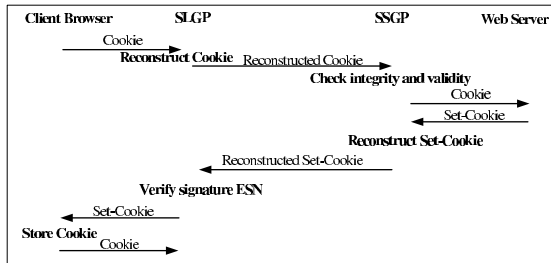 Client Browser SLGP SSGP Web Server
Cookie
Reconstruct Cookie
Reconstructed Cookie
Check integrity and validity
Cookie
Set-Cookie
Reconstruct Set-Cookie
Reconstructed Set-Cookie
Verify signature ESN
Set-Cookie
Store Cookie
Cookie